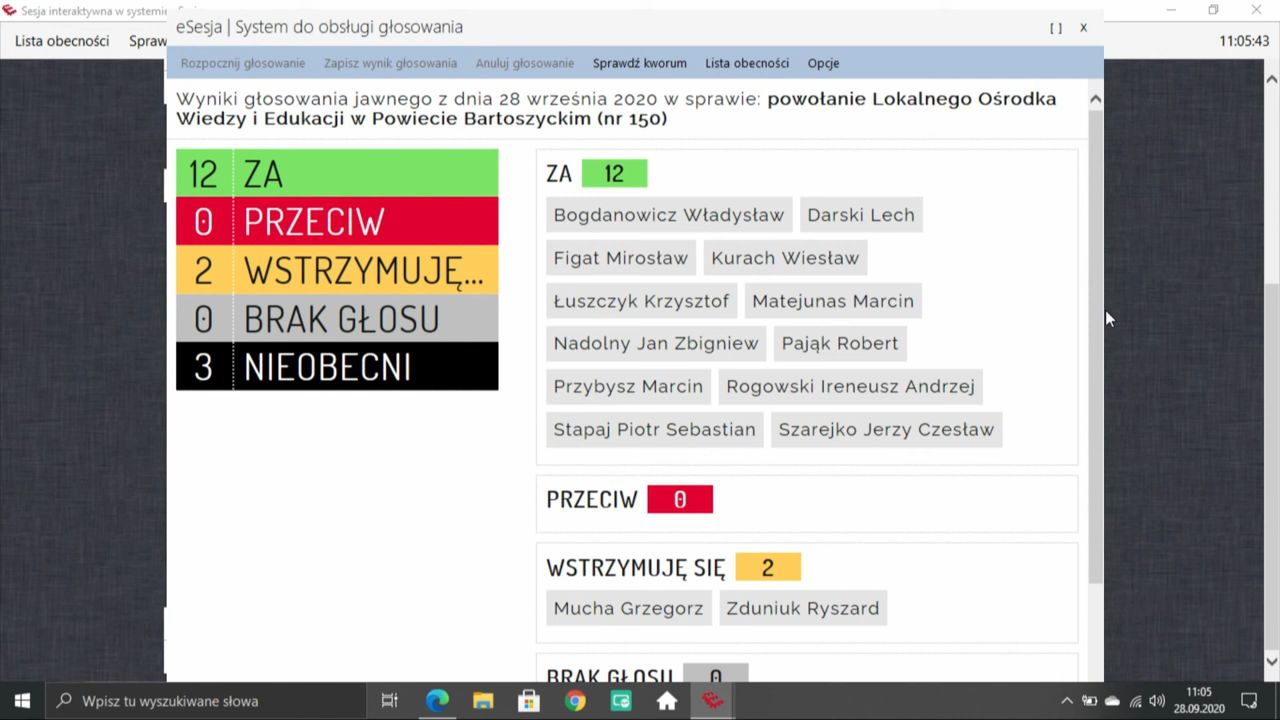 Sesja interaktywna w systemie
eSesja | System do obsługi głosowania
[ ] x
Lista obecności Spraw
11:05:43
Rozpocznij głosowanie Zapisz wynik głosowania Anuluj głosowanie Sprawdź kworum Lista obecności Opcje
Wyniki głosowania jawnego z dnia 28 września 2020 w sprawie: powołanie Lokalnego Ośrodka
Wiedzy i Edukacji w Powiecie Bartoszyckim (nr 150)
12 ZA
0 PRZECIW
2 WSTRZYMUJĘ...
0 BRAK GŁOSU
3 NIEOBECNI
ZA 12
Bogdanowicz Władysław Darski Lech
Figat Mirosław Kurach Wiesław
Łuszczyk Krzysztof Matejunas Marcin
Nadolny Jan Zbigniew Pająk Robert
Przybysz Marcin Rogowski Ireneusz Andrzej
Stapaj Piotr Sebastian Szarejko Jerzy Czesław
PRZECIW 0
WSTRZYMUJĘ SIĘ 2
Mucha Grzegorz Zduniuk Ryszard
BRAK GŁOSU 0
Wpisz tu wyszukiwane słowa
11:05
28.09.2020